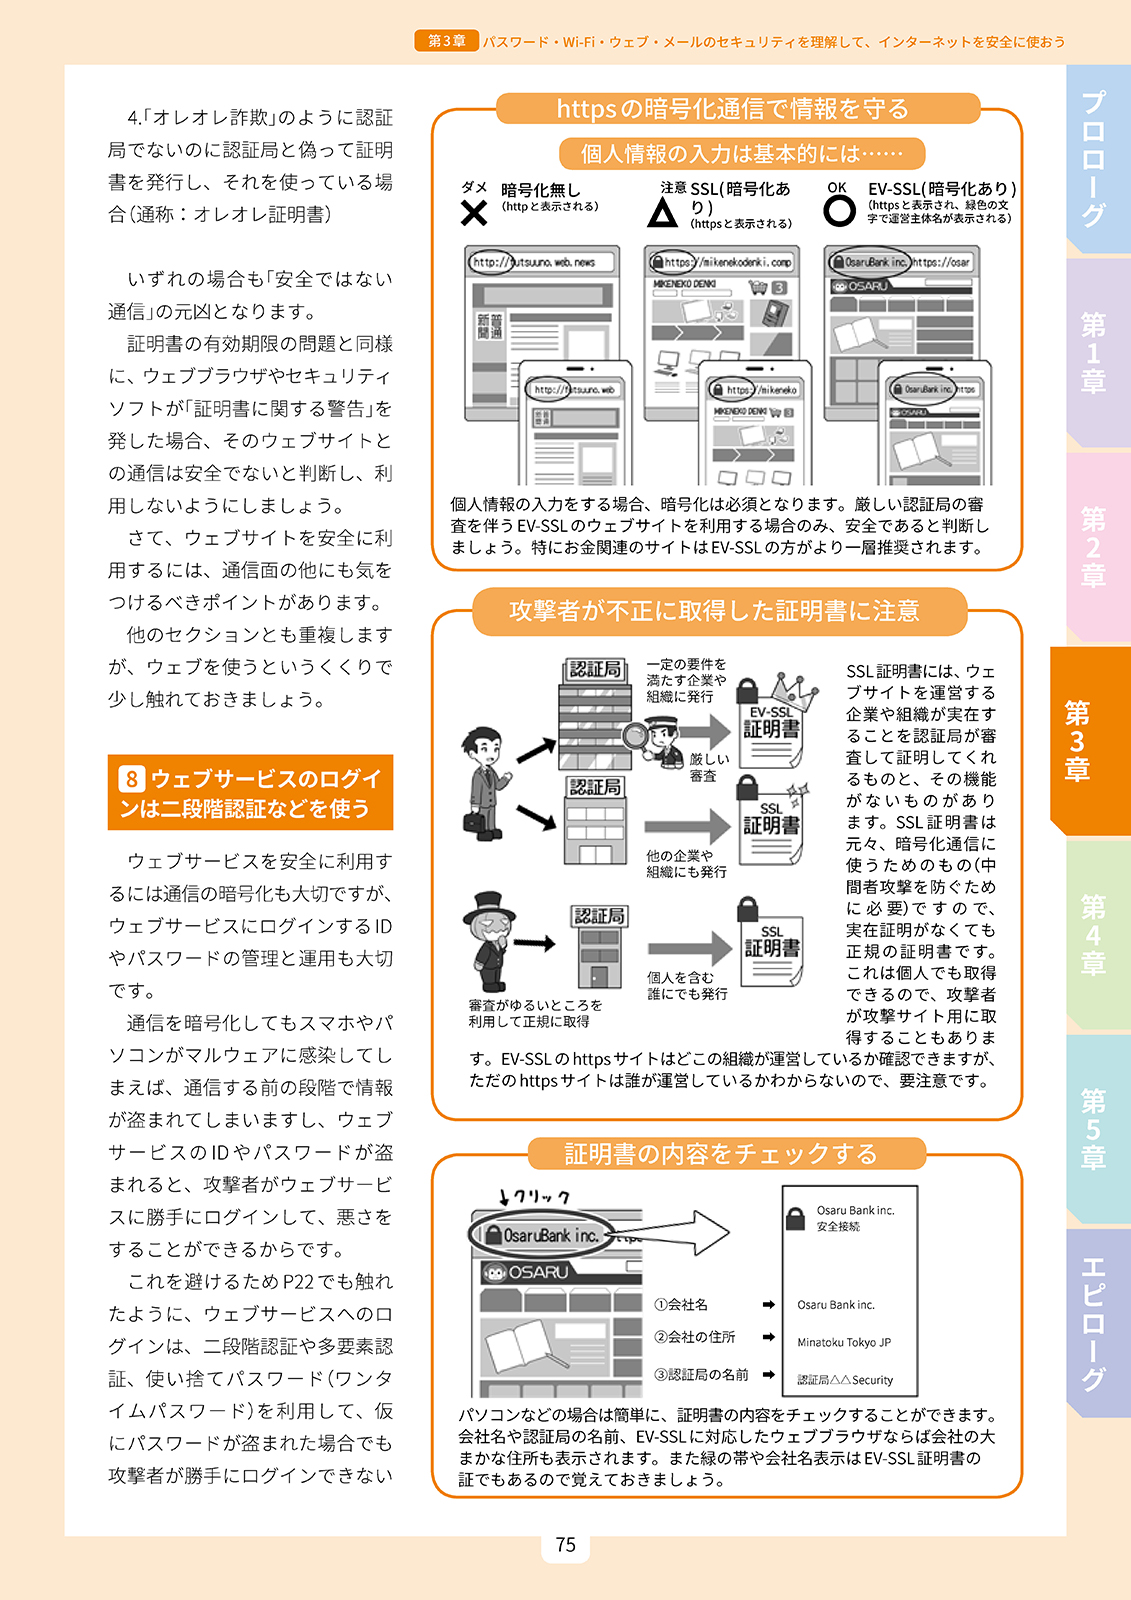 第3章 パスワード・Wi-Fi・ウェブ・メールのセキュリティを理解して、インターネットを安全に使おう
4.「オレオレ詐欺」のように認証
局でないのに認証局と偽って証明
書を発行し、それを使っている場
合（通称：オレオレ証明書）
いずれの場合も「安全ではない
通信」の元凶となります。
証明書の有効期限の問題と同様
に、ウェブブラウザやセキュリティ
ソフトが「証明書に関する警告」を
発した場合、そのウェブサイトと
の通信は安全でないと判断し、利
用しないようにしましょう。
さて、ウェブサイトを安全に利
用するには、通信面の他にも気を
つけるべきポイントがあります。
他のセクションとも重複します
が、ウェブを使うというくくりで
少し触れておきましょう。
8 ウェブサービスのログイ
ンは二段階認証などを使う
ウェブサービスを安全に利用す
るには通信の暗号化も大切ですが、
ウェブサービスにログインするID
やパスワードの管理と運用も大切
です。
通信を暗号化してもスマホやパ
ソコンがマルウェアに感染してし
まえば、通信する前の段階で情報
が盗まれてしまいますし、ウェブ
サービスのIDやパスワードが盗
まれると、攻撃者がウェブサービ
スに勝手にログインして、悪さを
することができるからです。
これを避けるためP22でも触れ
たように、ウェブサービスへのロ
グインは、二段階認証や多要素認
証、使い捨てパスワード（ワンタ
イムパスワード）を利用して、仮
にパスワードが盗まれた場合でも
攻撃者が勝手にログインできない
httpsの暗号化通信で情報を守る
個人情報の入力は基本的には……
ダメ
暗号化無し
（httpと表示される）
注意
SSL(暗号化あ
り)
（httpsと表示される）
OK
EV-SSL(暗号化あり)
（httpsと表示され、緑色の文
字で運営主体名が表示される）
http://futsuuno.web.news
普通
新聞
http://futsuuno.web
https://mikenekodenki.comp
MIKENEKO DENKI
3
https://mikeneko
MIKENEKO DENKI
OsaruBank inc. https://osar
OSARU
OsaruBank inc. https
OSARU
個人情報の入力をする場合、暗号化は必須となります。厳しい認証局の審
査を伴うEV-SSLのウェブサイトを利用する場合のみ、安全であると判断し
ましょう。特にお金関連のサイトはEV-SSLの方がより一層推奨されます。
攻撃者が不正に取得した証明書に注意
認証局
一定の要件を
満たす企業や
組織に発行
厳しい
審査
EV-SSL
証明書
認証局
他の企業や
組織にも発行
SSL
証明書
認証局
個人を含む
誰にでも発行
SSL
証明書
審査がゆるいところを
利用して正規に取得
SSL証明書には、ウェ
ブサイトを運営する
企業や組織が実在す
ることを認証局が審
査して証明してくれ
るものと、その機能
がないものがあり
ます。SSL証明書は
元々、暗号化通信に
使うためのもの（中
間者攻撃を防ぐため
に必要）ですので、
実在証明がなくても
正規の証明書です。
これは個人でも取得
できるので、攻撃者
が攻撃サイト用に取
得することもありま
す。EV-SSLのhttpsサイトはどこの組織が運営しているか確認できますが、
ただのhttpsサイトは誰が運営しているかわからないので、要注意です。
証明書の内容をチェックする
クリック
OsaruBank inc. https
OSARU
Osaru Bank inc.
安全接続
①会社名 ➡ Osaru Bank inc.
②会社の住所 ➡ Minatoku Tokyo JP
③認証局の名前 ➡ 認証局△△Security
パソコンなどの場合は簡単に、証明書の内容をチェックすることができます。
会社名や認証局の名前、EV-SSLに対応したウェブブラウザならば会社の大
まかな住所も表示されます。また緑の帯や会社名表示はEV-SSL証明書の
証でもあるので覚えておきましょう。
プロローグ
第1章
第2章
第3章
第4章
第5章
エピローグ
75